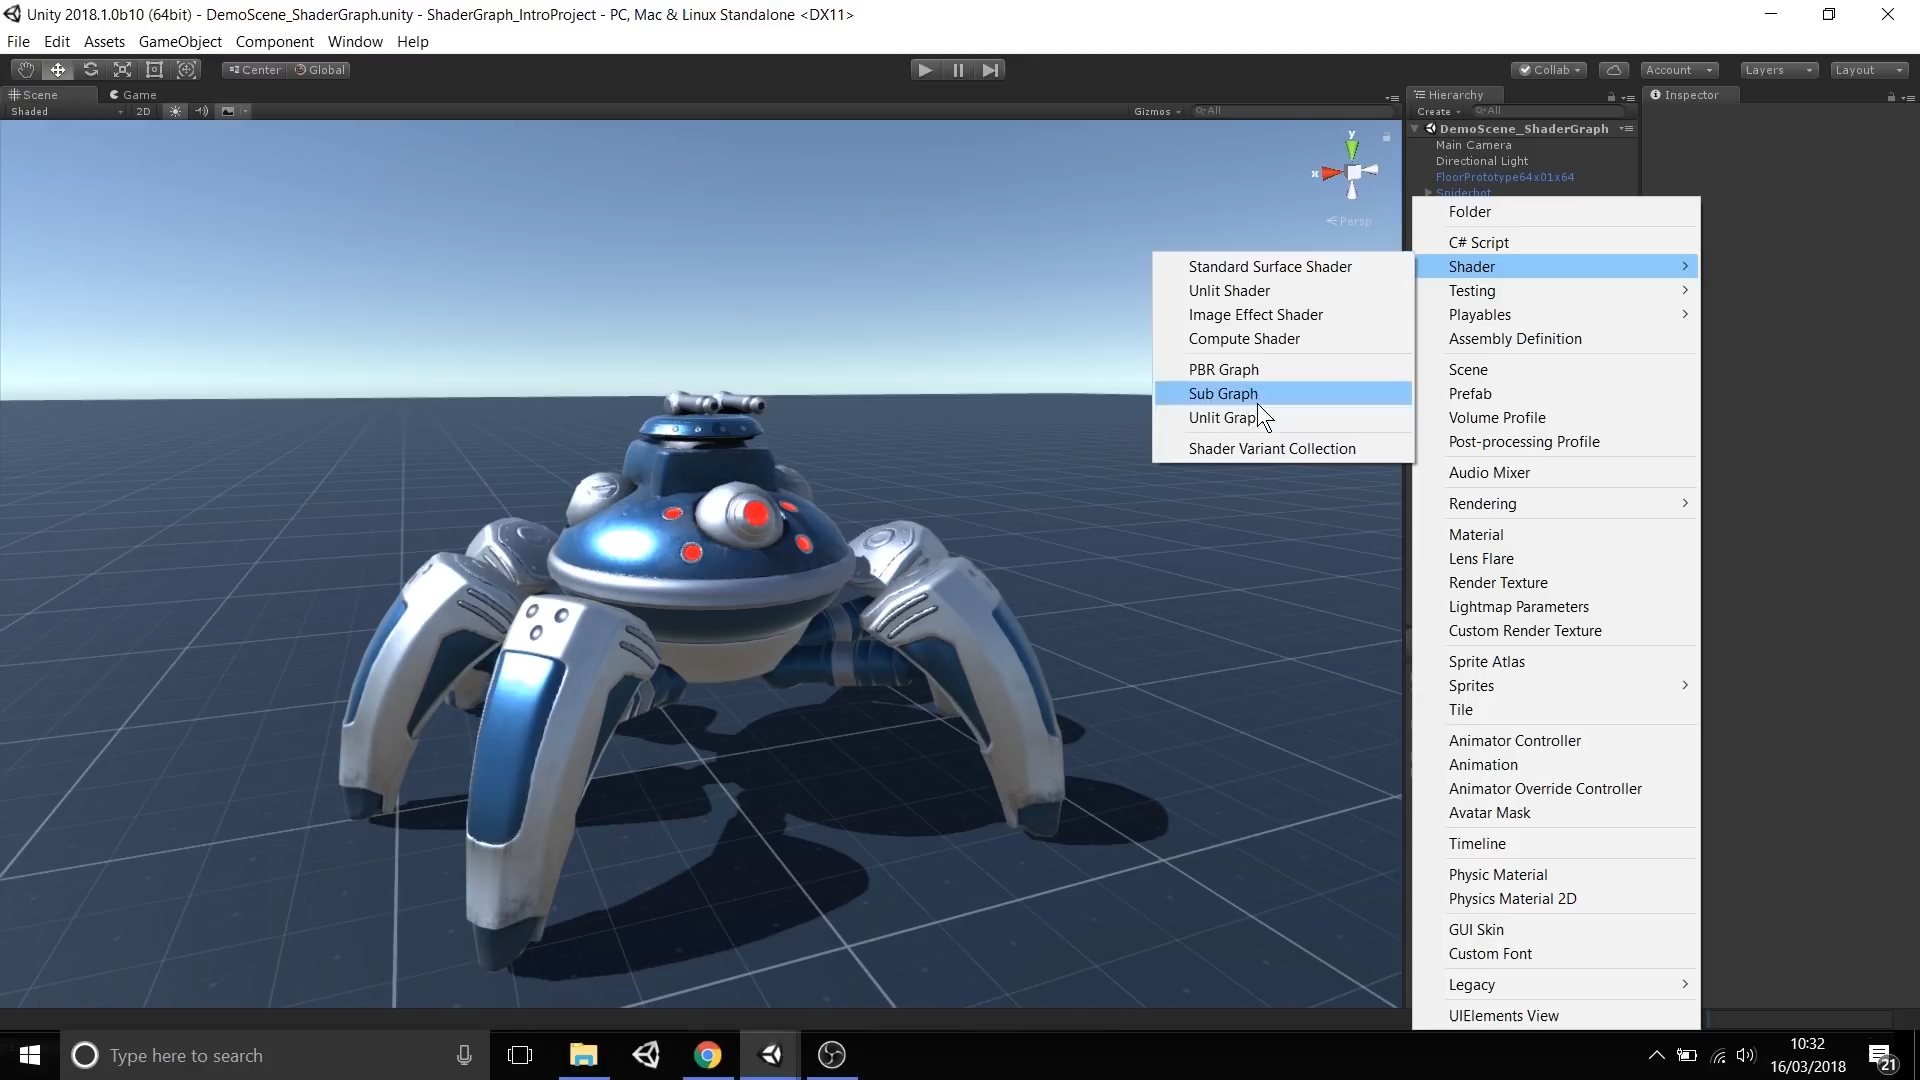 Unity 2018.1.0b10 (64bit) - DemoScene_ShaderGraph.unity - ShaderGraph_IntroProject - PC, Mac & Linux Standalone <DX11>
File Edit Assets GameObject Component Window Help
Center Global Collab Account Layers Layout
Scene Game Hierarchy Inspector
Shaded 2D Gizmos All Create All
DemoScene_ShaderGraph
Main Camera
Directional Light
FloorPrototype64x01x64
Spiderbot
y
x
Persp
Folder
C# Script
Shader
Testing
Playables
Assembly Definition
Scene
Prefab
Volume Profile
Post-processing Profile
Audio Mixer
Rendering
Material
Lens Flare
Render Texture
Lightmap Parameters
Custom Render Texture
Sprite Atlas
Sprites
Tile
Animator Controller
Animation
Animator Override Controller
Avatar Mask
Timeline
Physic Material
Physics Material 2D
GUI Skin
Custom Font
Legacy
UIElements View
Standard Surface Shader
Unlit Shader
Image Effect Shader
Compute Shader
PBR Graph
Sub Graph
Unlit Graph
Shader Variant Collection
Type here to search
10:32
16/03/2018
21